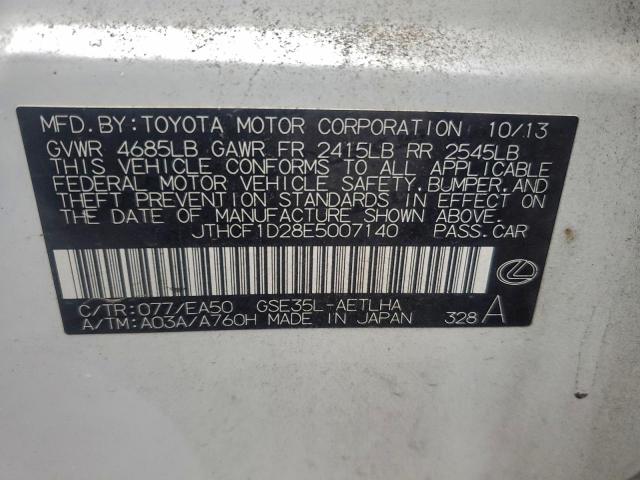 MFD. BY: TOYOTA MOTOR CORPORATION 10/13
GVWR 4685LB GAWR FR 2415LB RR 2545LB
THIS VEHICLE CONFORMS TO ALL APPLICABLE
FEDERAL MOTOR VEHICLE SAFETY, BUMPER, AND
THEFT PREVENTION STANDARDS IN EFFECT ON
THE DATE OF MANUFACTURE SHOWN ABOVE.
JTHCF1D28E5007140 PASS. CAR
C/TR: 077/EA50 GSE35L-AETLHA
A/TM: A03A/A760H MADE IN JAPAN 328 A